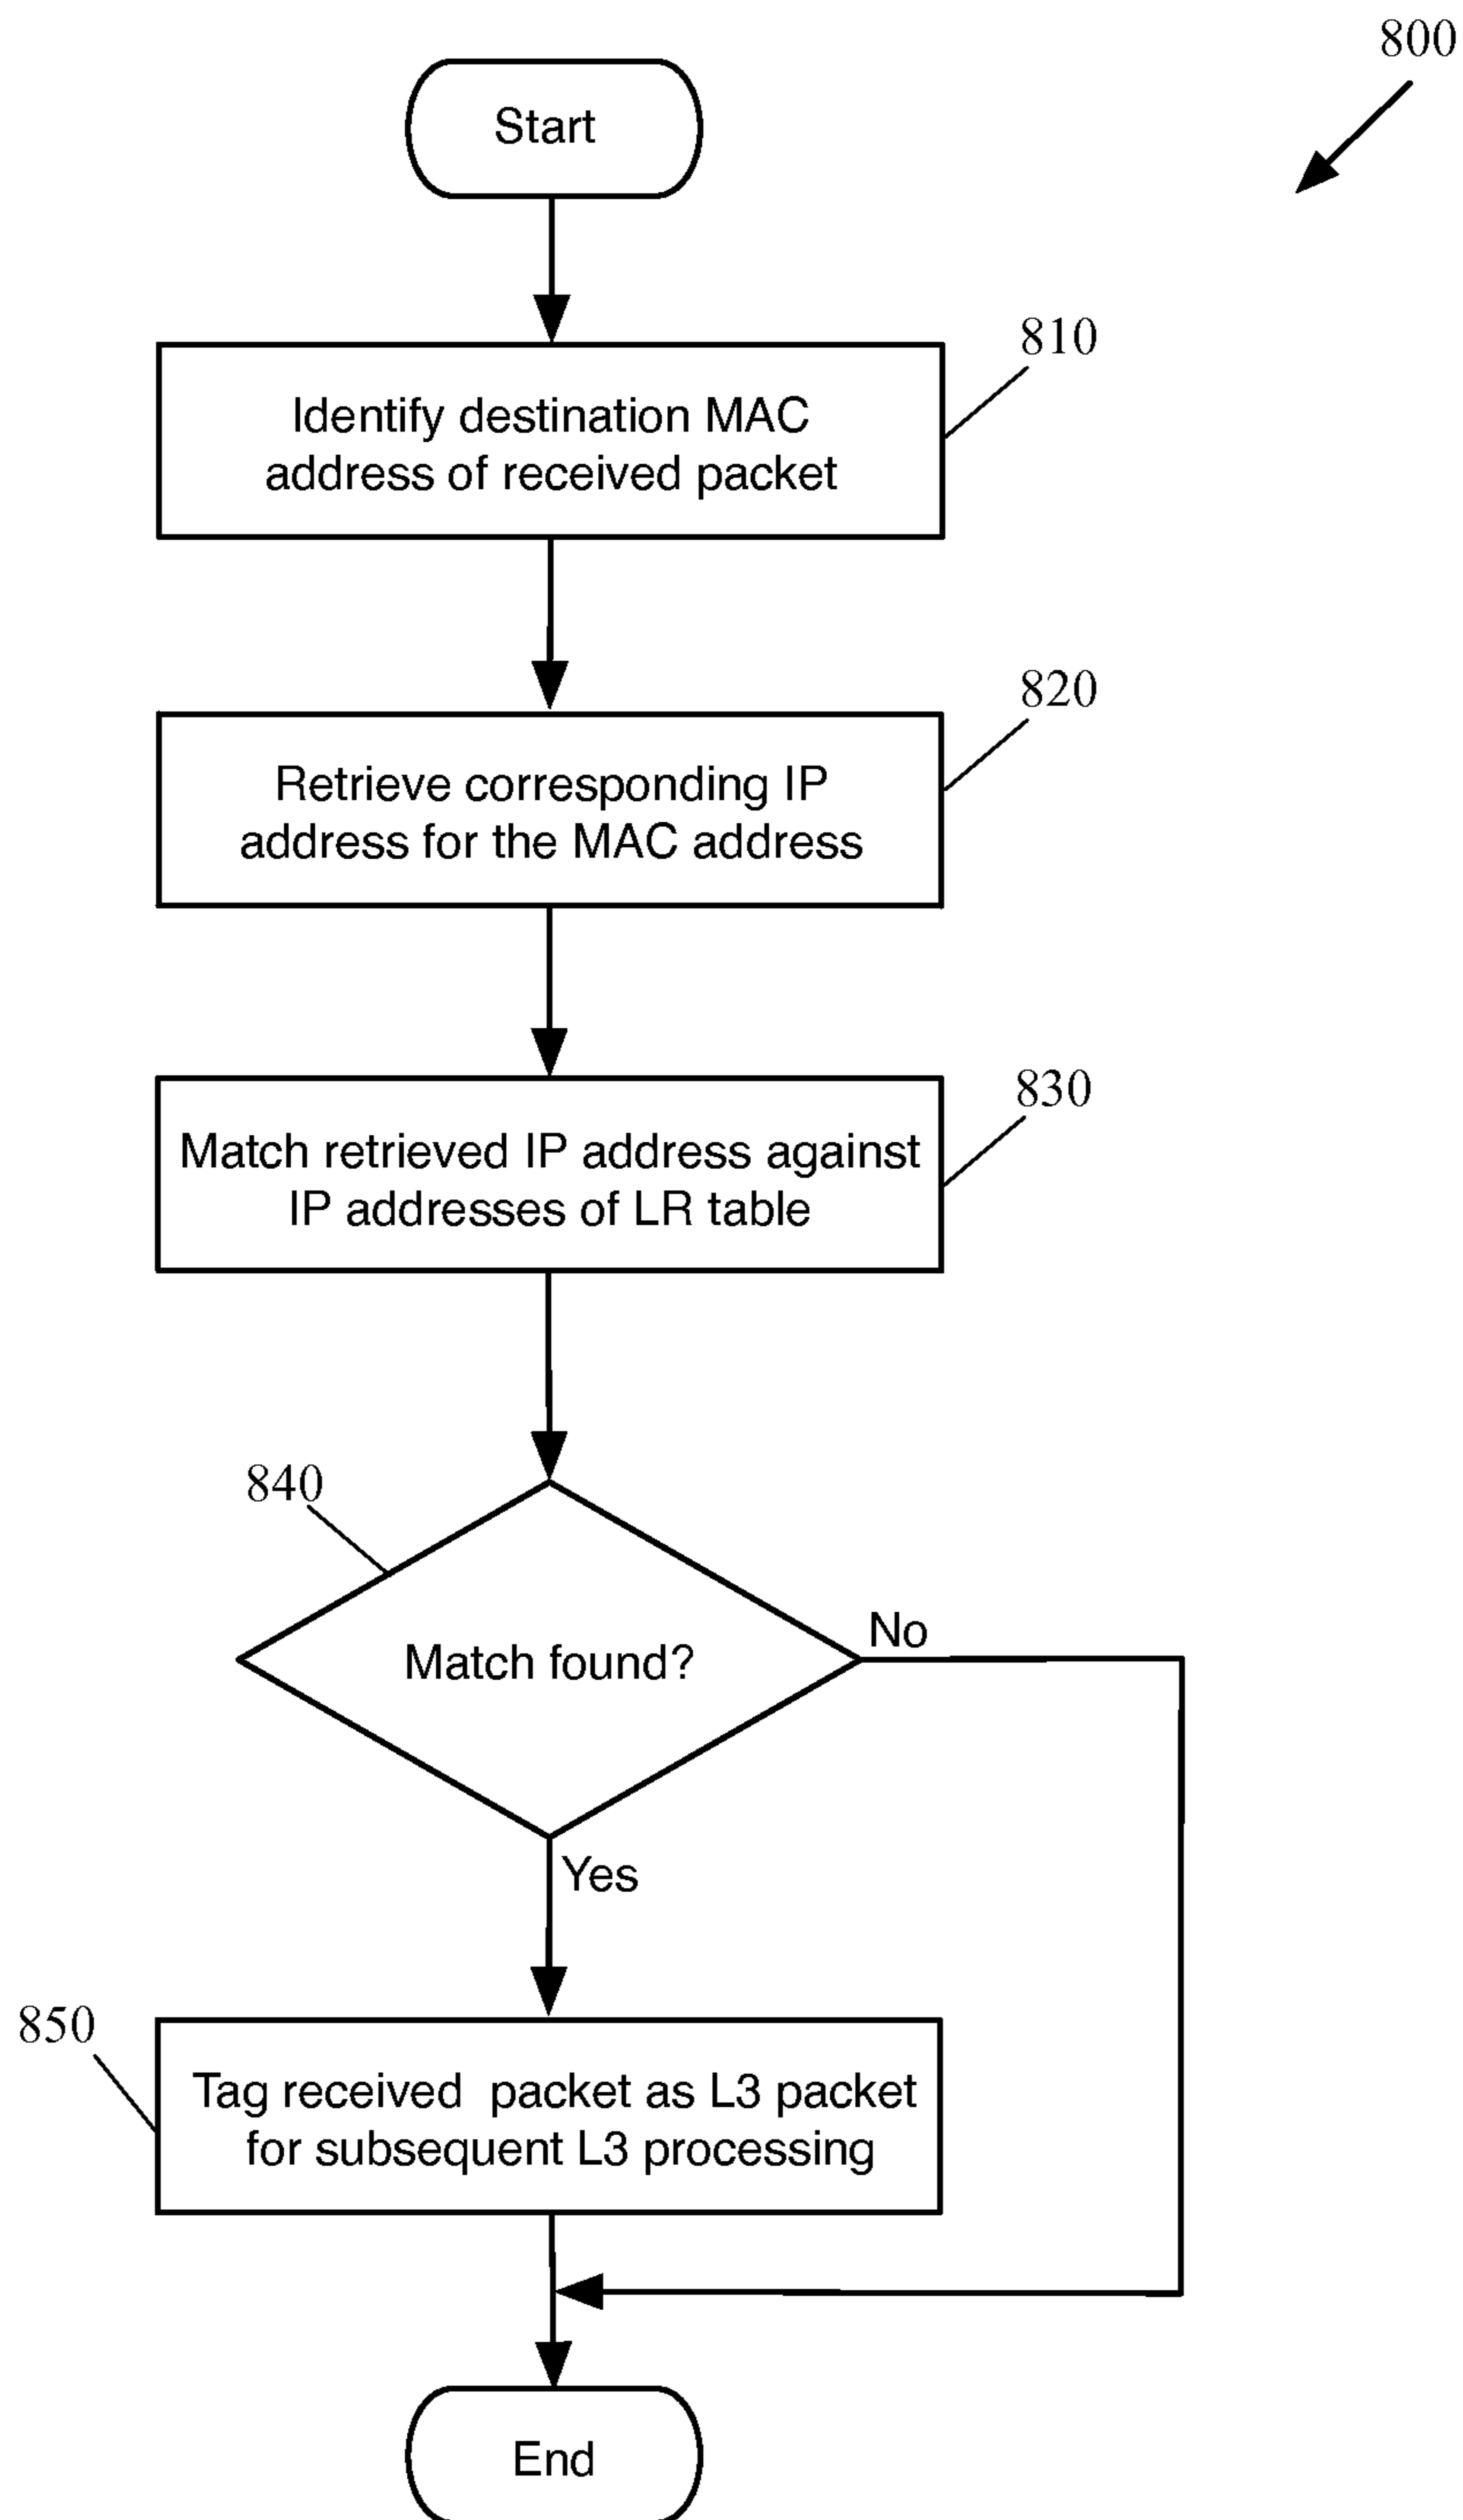 800
Start
810
Identify destination MAC
address of received packet
820
Retrieve corresponding IP
address for the MAC address
830
Match retrieved IP address against
IP addresses of LR table
840
Match found?
No
Yes
850
Tag received packet as L3 packet
for subsequent L3 processing
End